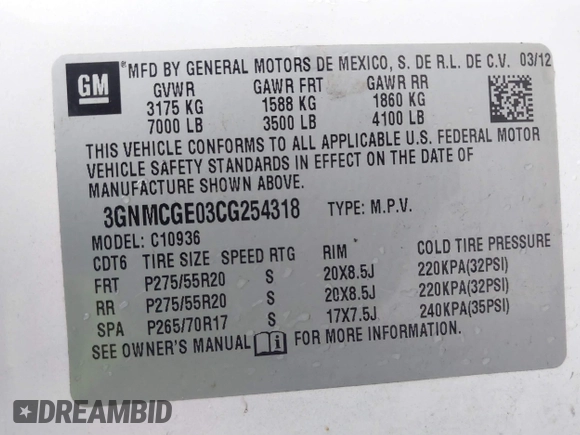 GM
*MFD BY GENERAL MOTORS DE MEXICO, S. DE R.L. DE C.V. 03/12
GVWR GAWR FRT GAWR RR
3175 KG 1588 KG 1860 KG
7000 LB 3500 LB 4100 LB
THIS VEHICLE CONFORMS TO ALL APPLICABLE U.S. FEDERAL MOTOR
VEHICLE SAFETY STANDARDS IN EFFECT ON THE DATE OF
MANUFACTURE SHOWN ABOVE.
3GNMCGE03CG254318 TYPE: M.P.V.
MODEL: C10936
CDT6 TIRE SIZE SPEED RTG RIM COLD TIRE PRESSURE
FRT P275/55R20 S 20X8.5J 220KPA(32PSI)
RR P275/55R20 S 20X8.5J 220KPA(32PSI)
SPA P265/70R17 S 17X7.5J 240KPA(35PSI)
SEE OWNER'S MANUAL FOR MORE INFORMATION.
DREAMBID